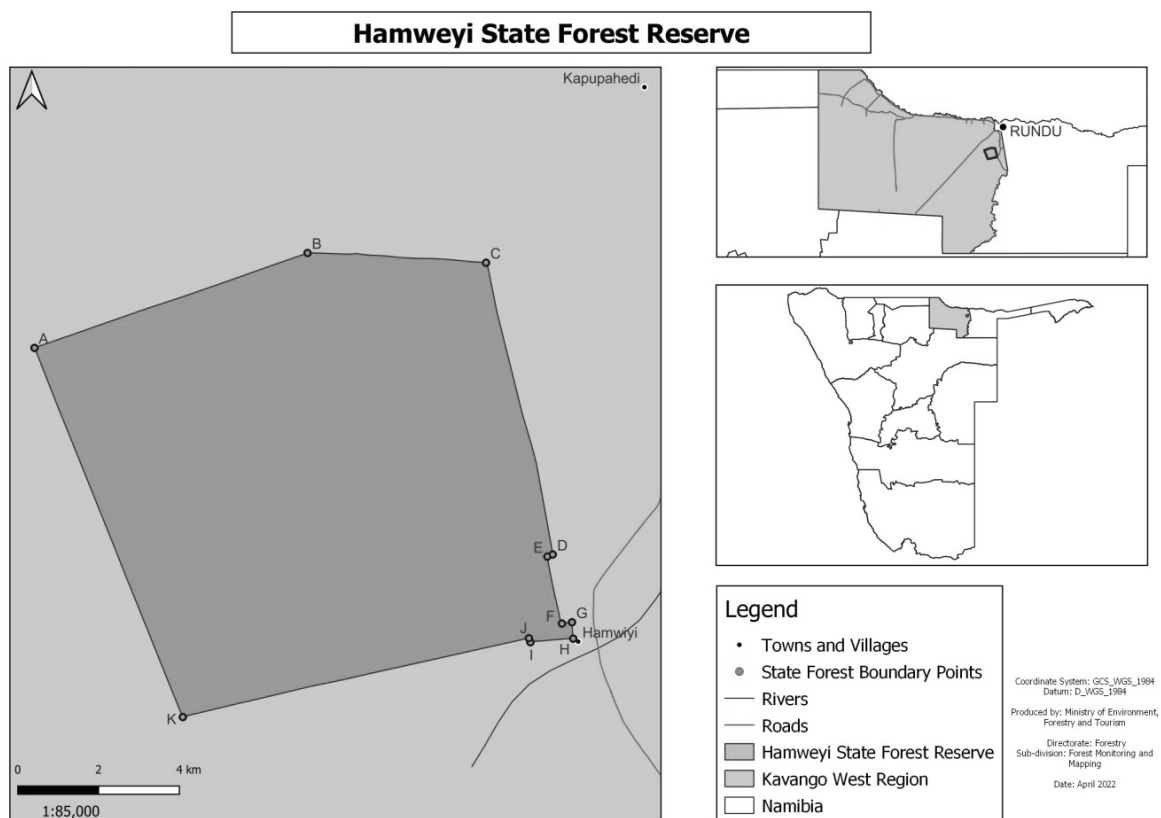 Hamweyi State Forest Reserve
Kapupahedi
B
C
A
E
D
F
G
J
Hamwiyi
H
I
K
0 2 4 km
1:85,000
RUNDU
Legend
Towns and Villages
State Forest Boundary Points
Rivers
Roads
Hamweyi State Forest Reserve
Kavango West Region
Namibia
Coordinate System: GCS_WGS_1984
Datum: D_WGS_1984
Produced by: Ministry of Environment,
Forestry and Tourism
Directorate: Forestry
Sub-division: Forest Monitoring and
Mapping
Date: April 2022